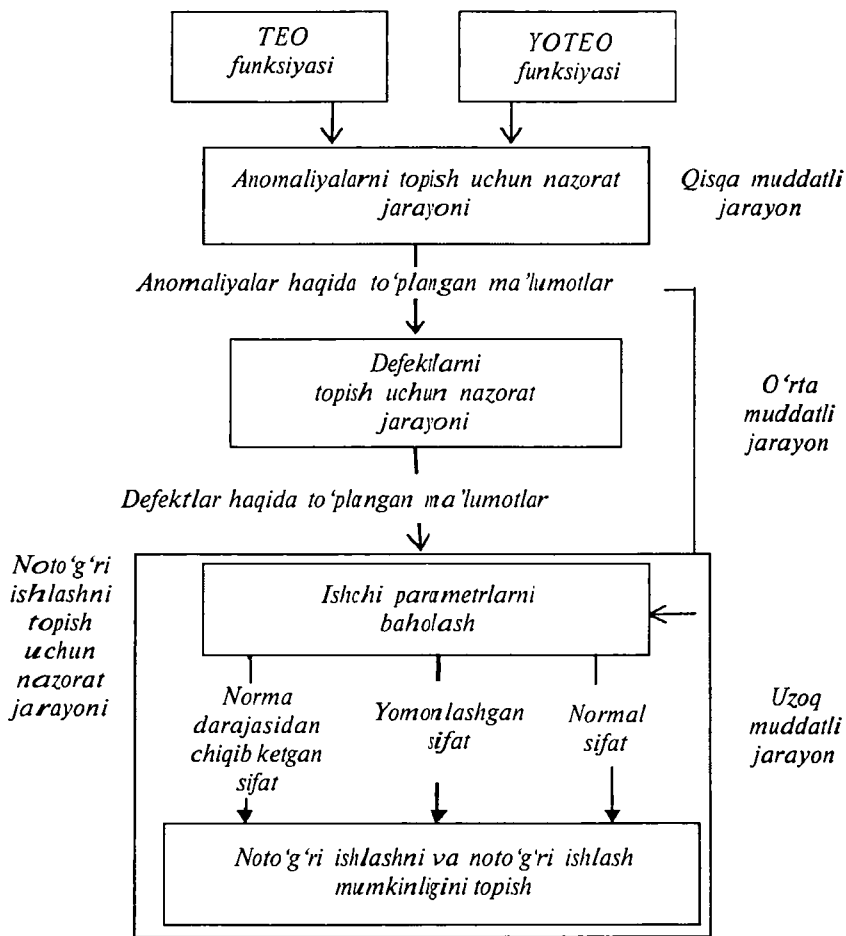 TEO
funksiyasi
YOTEO
funksiyasi
Anomaliyalarni topish uchun nazorat
jarayoni
Qisqa muddatli
jarayon
Anomaliyalar haqida to‘plangan ma’lumotlar
Defektlarni
topish uchun nazorat
jarayoni
O‘rta
muddatli
jarayon
Defektlar haqida to‘plangan ma’lumotlar
Noto‘g‘ri
ishlashni
topish
uchun
nazorat
jarayoni
Ishchi parametrlarni
baholash
Norma
darajasidan
chiqib ketgan
sifat
Yomonlashgan
sifat
Normal
sifat
Uzoq
muddatli
jarayon
Noto‘g‘ri ishlashni va noto‘g‘ri ishlash
mumkinligini topish